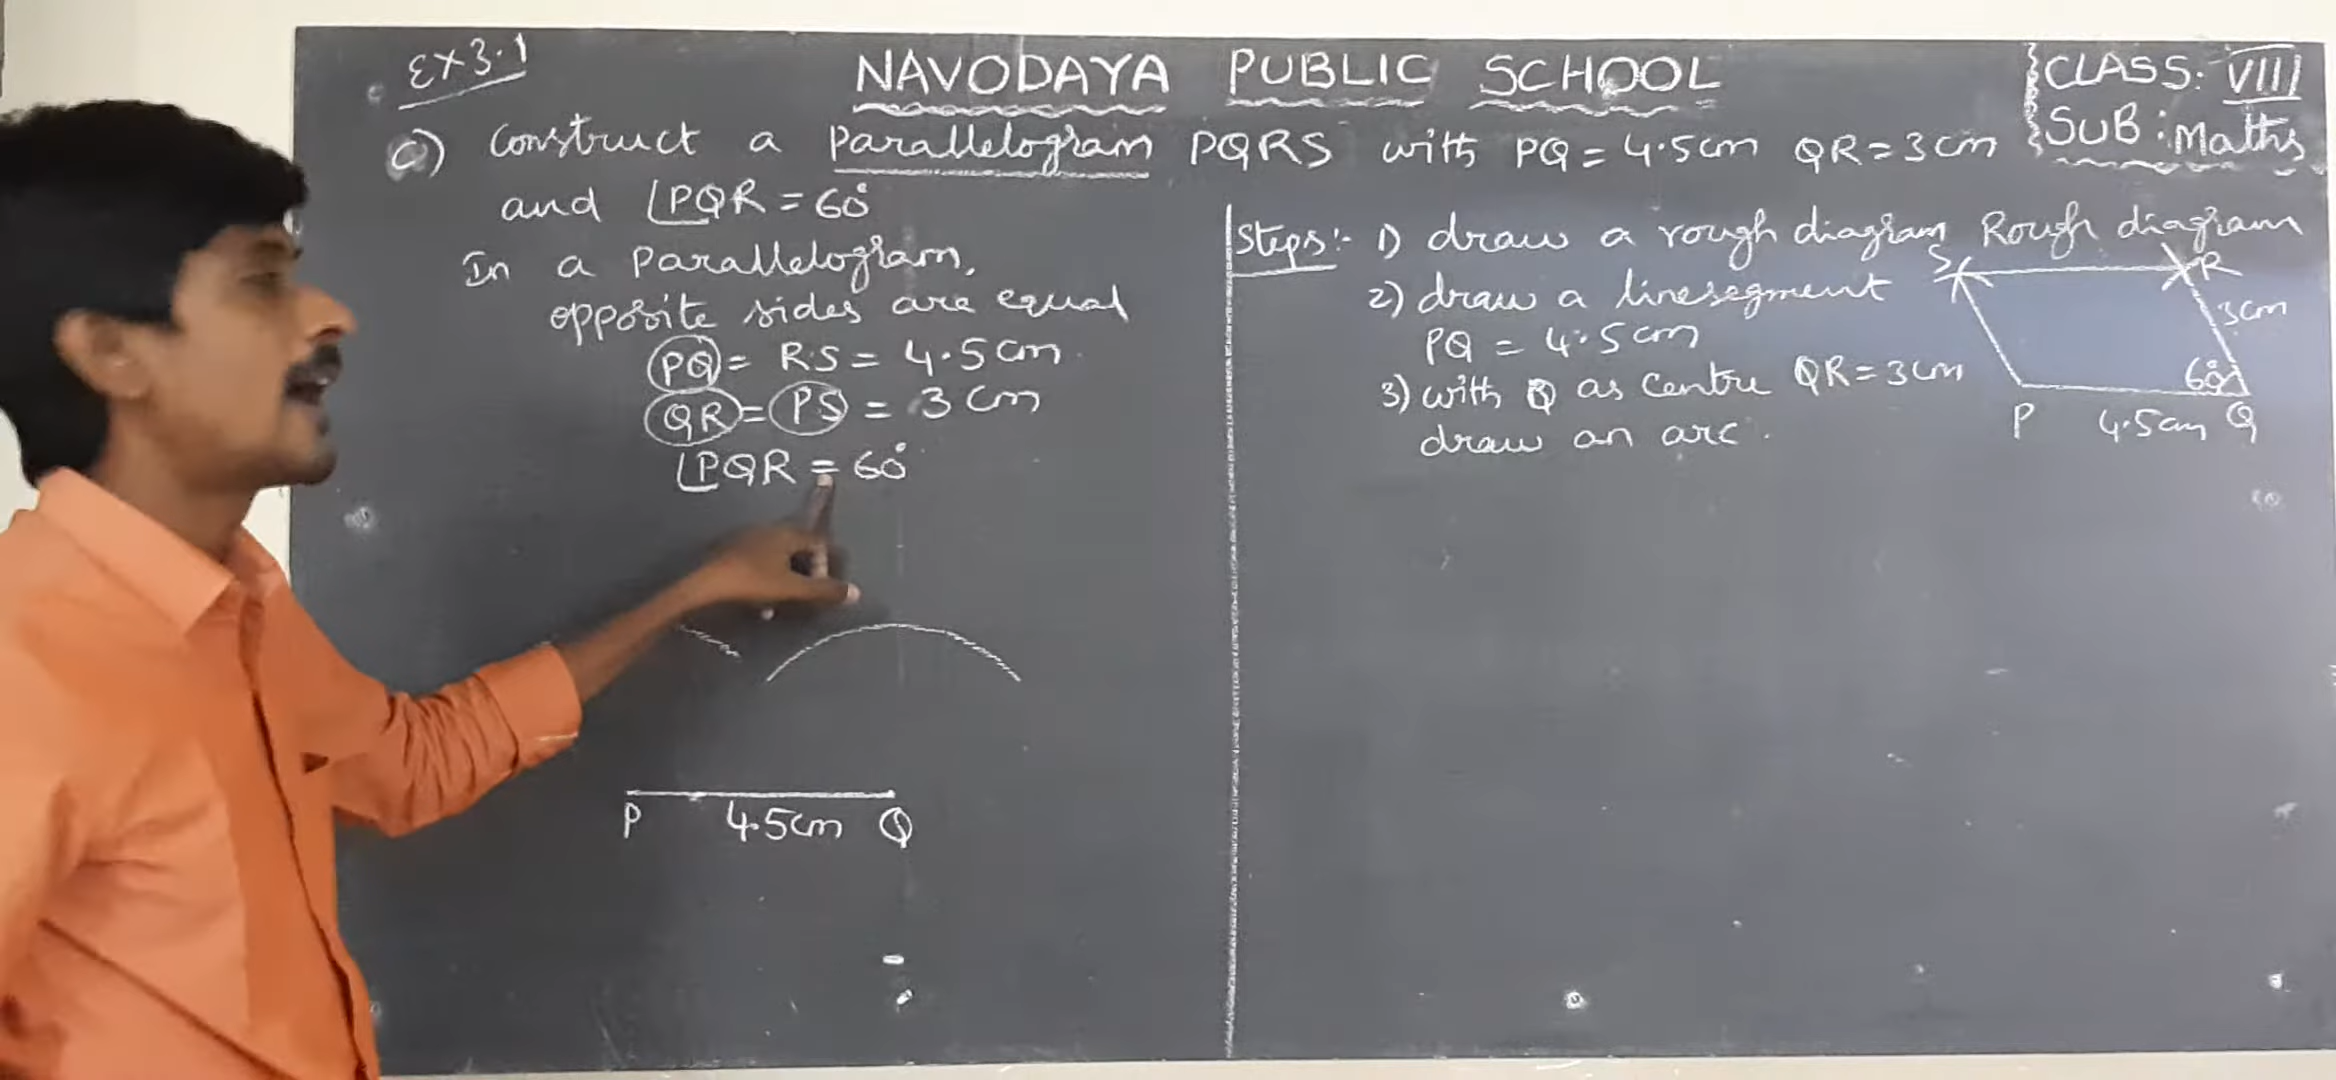 Ex 3.1
NAVODAYA PUBLIC SCHOOL
CLASS: VIII
SUB: Maths
c) Construct a Parallelogram PQRS with PQ = 4.5cm QR = 3cm
and ∠PQR = 60°
In a Parallelogram,
opposite sides are equal
PQ = RS = 4.5cm.
QR = PS = 3cm
∠PQR = 60°
P 4.5cm Q
Steps:- 1) draw a rough diagram
2) draw a linesegment
PQ = 4.5cm
3) with Q as centre QR = 3cm
draw an arc.
Rough diagram
S R
3cm
60°
P 4.5cm Q